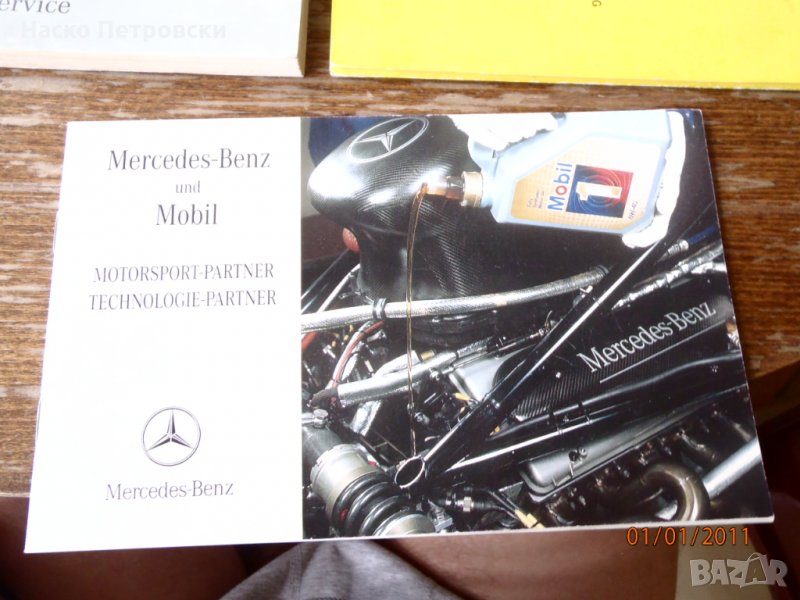 ervice
Наско Петровски
G
Mercedes-Benz
und
Mobil
MOTORSPORT-PARTNER
TECHNOLOGIE-PARTNER
Mercedes-Benz
Mobil
1
Mercedes-Benz
01/01/2011
BAZAR